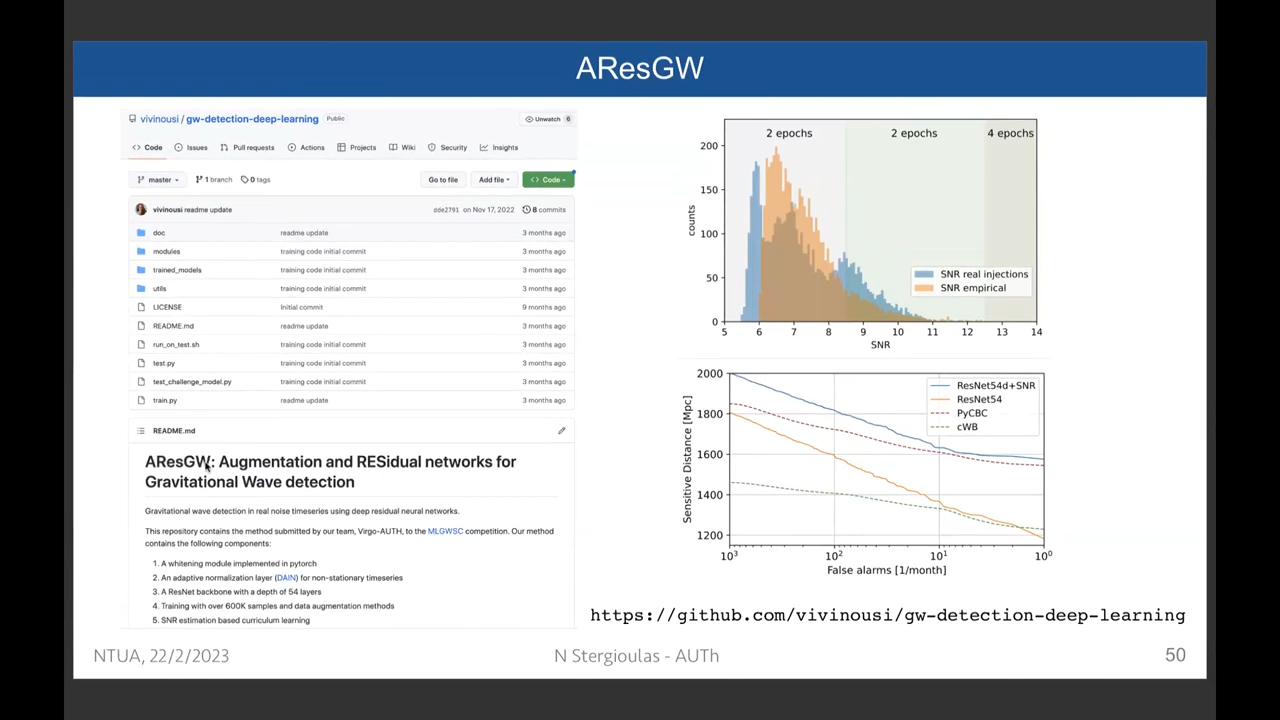 AResGW
vivinousi / gw-detection-deep-learning Public
Unwatch 6
Code Issues Pull requests Actions Projects Wiki Security Insights
master 1 branch 0 tags Go to file Add file Code
vivinousi readme update dde2791 on Nov 17, 2022 8 commits
doc readme update 3 months ago
modules training code initial commit 3 months ago
trained_models training code initial commit 3 months ago
utils training code initial commit 3 months ago
LICENSE Initial commit 9 months ago
README.md readme update 3 months ago
run_on_test.sh training code initial commit 3 months ago
test.py training code initial commit 3 months ago
test_challenge_model.py training code initial commit 3 months ago
train.py readme update 3 months ago
README.md
AResGW: Augmentation and RESidual networks for
Gravitational Wave detection
Gravitational wave detection in real noise timeseries using deep residual neural networks.
This repository contains the method submitted by our team, Virgo-AUTH, to the MLGWSC competition. Our method
contains the following components:
1. A whitening module implemented in pytorch
2. An adaptive normalization layer (DAIN) for non-stationary timeseries
3. A ResNet backbone with a depth of 54 layers
4. Training with over 600K samples and data augmentation methods
5. SNR estimation based curriculum learning
2 epochs 2 epochs 4 epochs
200
150
100
50
0
counts
SNR real injections
SNR empirical
5 6 7 8 9 10 11 12 13 14
SNR
2000
1800
1600
1400
1200
Sensitive Distance [Mpc]
ResNet54d+SNR
ResNet54
PyCBC
cWB
10³ 10² 10¹ 10⁰
False alarms [1/month]
https://github.com/vivinousi/gw-detection-deep-learning
NTUA, 22/2/2023 N Stergioulas - AUTh 50